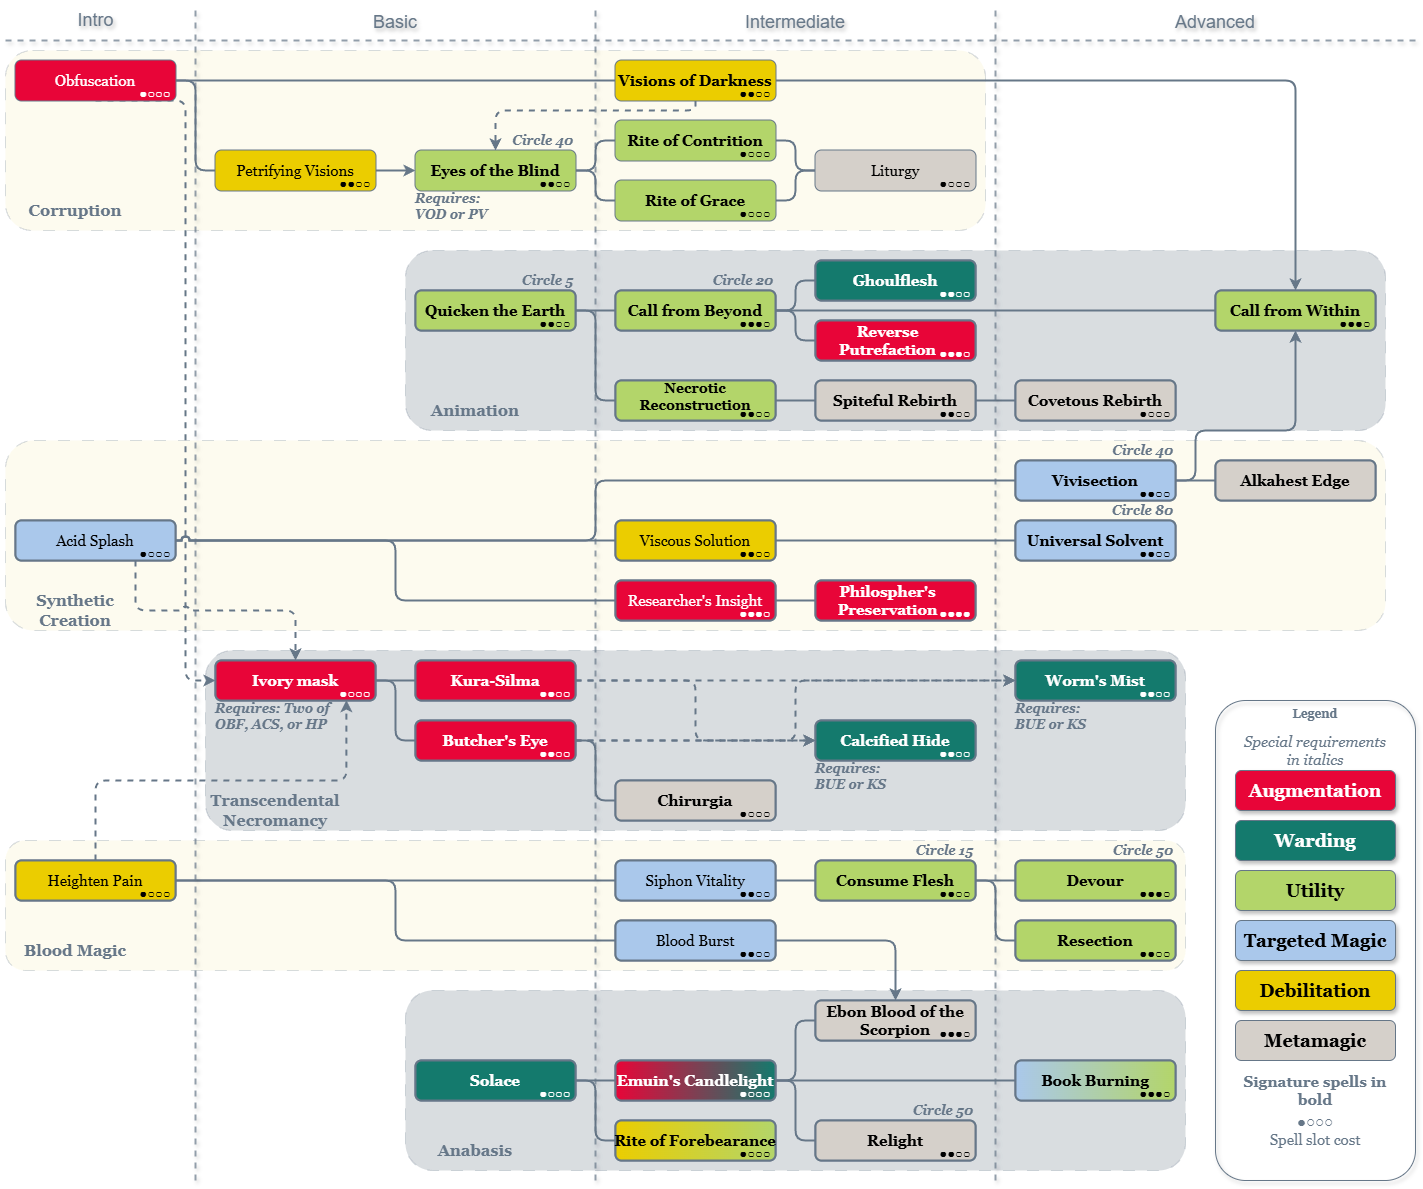 Intro
Basic
Intermediate
Advanced
Obfuscation
Visions of Darkness
Circle 40
Rite of Contrition
Petrifying Visions
Eyes of the Blind
Liturgy
Requires:
VOD or PV
Rite of Grace
Corruption
Circle 5
Circle 20
Ghoulflesh
Quicken the Earth
Call from Beyond
Call from Within
Reverse
Putrefaction
Necrotic
Reconstruction
Spiteful Rebirth
Covetous Rebirth
Animation
Circle 40
Vivisection
Alkahest Edge
Circle 80
Acid Splash
Viscous Solution
Universal Solvent
Researcher's Insight
Philospher's
Preservation
Synthetic
Creation
Ivory mask
Kura-Silma
Worm's Mist
Requires: Two of
OBF, ACS, or HP
Requires:
BUE or KS
Butcher's Eye
Calcified Hide
Requires:
BUE or KS
Chirurgia
Transcendental
Necromancy
Circle 15
Circle 50
Heighten Pain
Siphon Vitality
Consume Flesh
Devour
Blood Burst
Resection
Blood Magic
Ebon Blood of the
Scorpion
Solace
Emuin's Candlelight
Book Burning
Circle 50
Rite of Forebearance
Relight
Anabasis
Legend
Special requirements
in italics
Augmentation
Warding
Utility
Targeted Magic
Debilitation
Metamagic
Signature spells in
bold
Spell slot cost